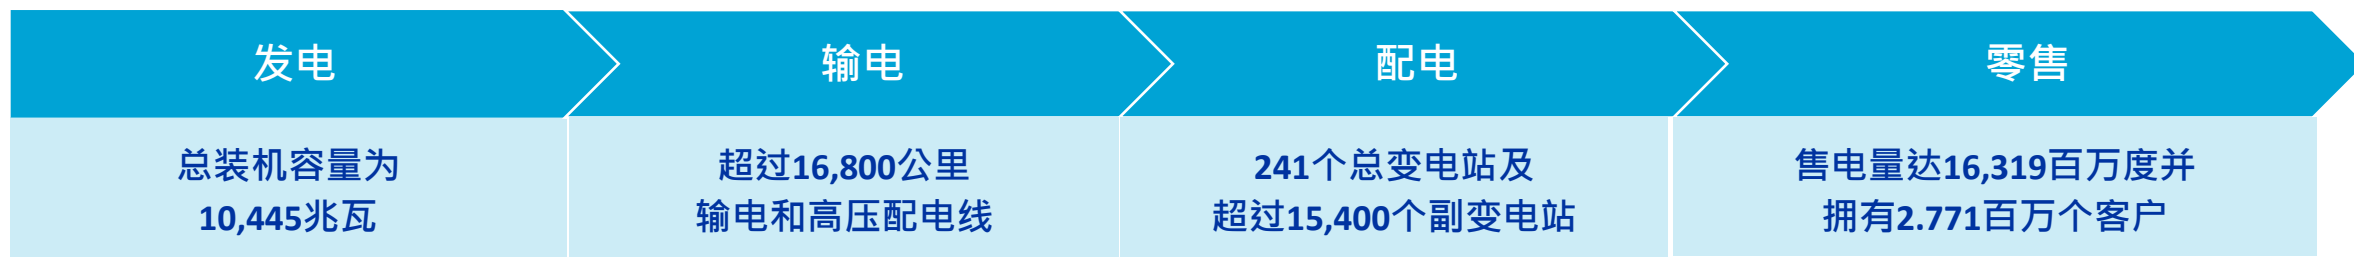 发电
输电
配电
零售
总装机容量为
10,445兆瓦
超过16,800公里
输电和高压配电线
241个总变电站及
超过15,400个副变电站
售电量达16,319百万度并
拥有2.771百万个客户